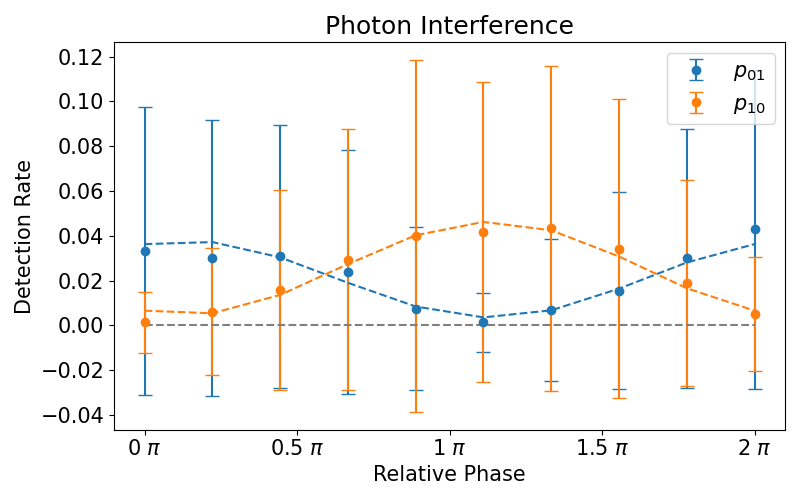 Photon Interference
Detection Rate
0.12
0.10
0.08
0.06
0.04
0.02
0.00
−0.02
−0.04
p₀₁
p₁₀
0 π
0.5 π
1 π
1.5 π
2 π
Relative Phase